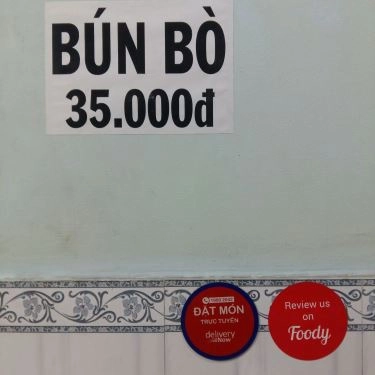 BÚN BÒ
35.000đ
ĐẶT MÓN
TRỰC TUYẾN
delivery
Now
Review us
on
Foody